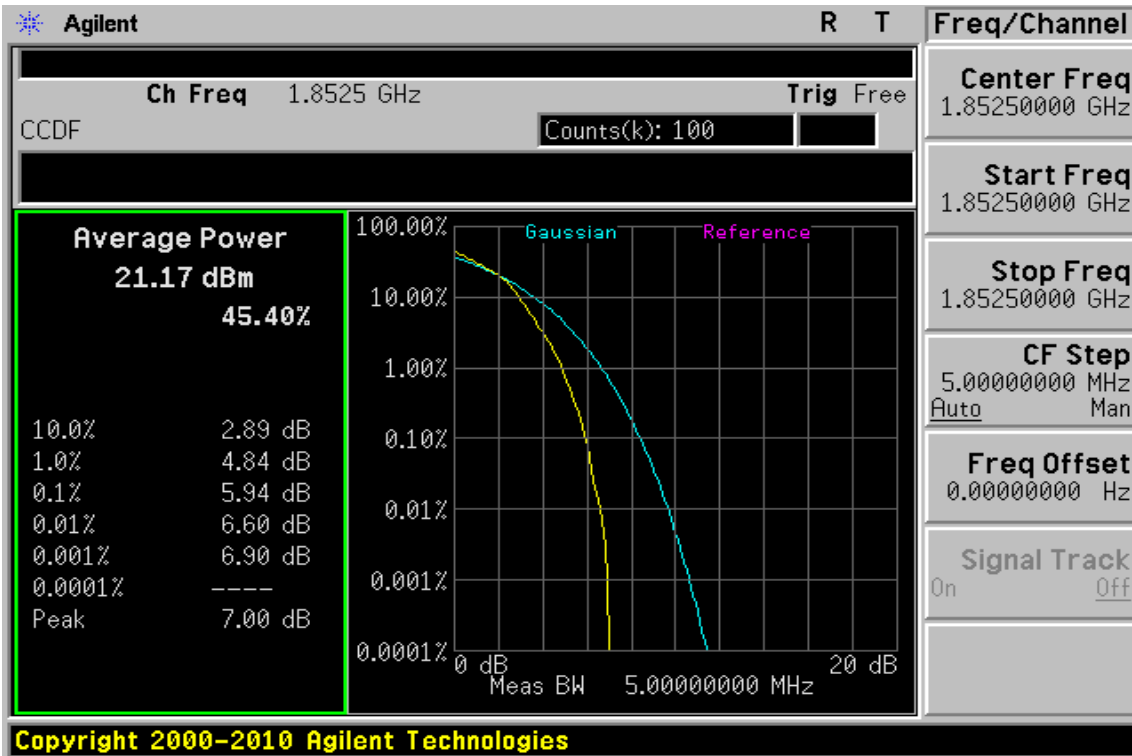 Agilent
R T
Ch Freq 1.8525 GHz
Trig Free
CCDF
Counts(k): 100
Average Power
21.17 dBm
45.40%
10.0% 2.89 dB
1.0% 4.84 dB
0.1% 5.94 dB
0.01% 6.60 dB
0.001% 6.90 dB
0.0001% ----
Peak 7.00 dB
Gaussian
Reference
100.00%
10.00%
1.00%
0.10%
0.01%
0.001%
0.0001%
0 dB
20 dB
Meas BW 5.00000000 MHz
Freq/Channel
Center Freq
1.85250000 GHz
Start Freq
1.85250000 GHz
Stop Freq
1.85250000 GHz
CF Step
5.00000000 MHz
Auto Man
Freq Offset
0.00000000 Hz
Signal Track
On Off
Copyright 2000-2010 Agilent Technologies